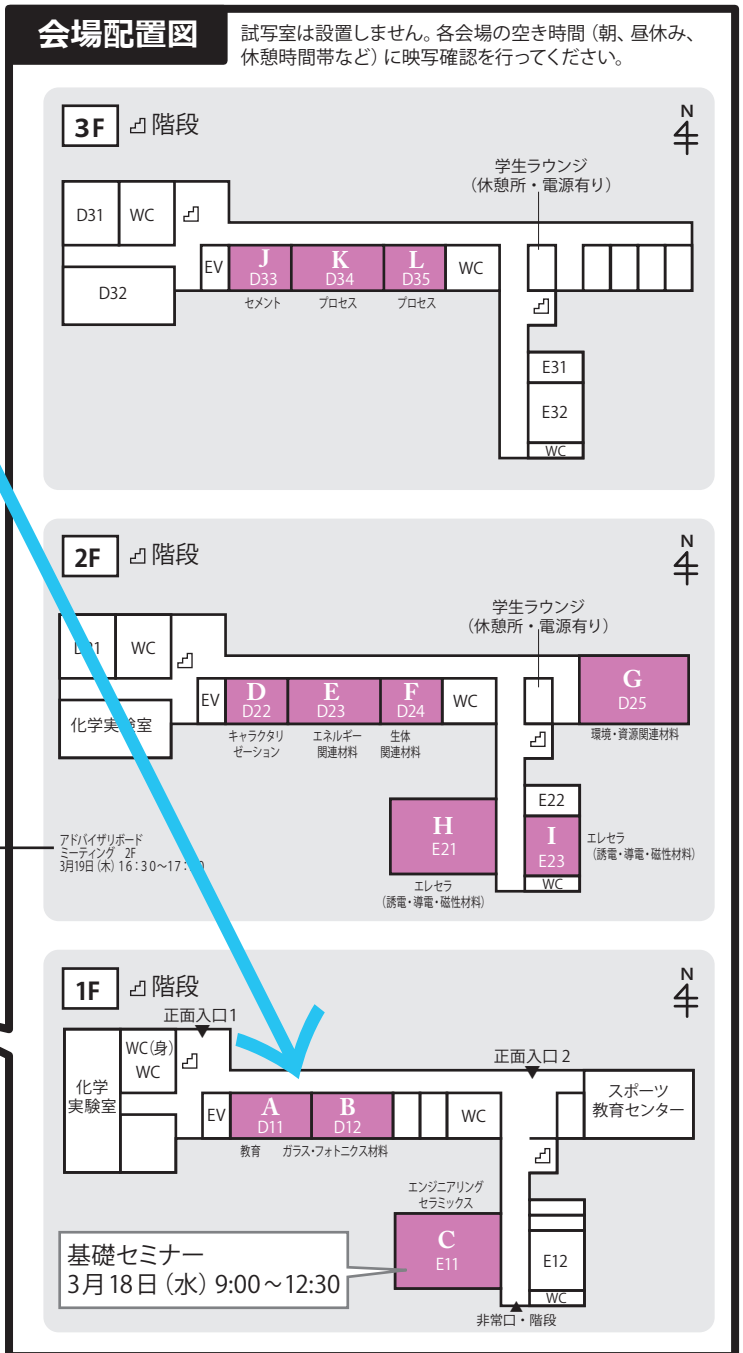 会場配置図
試写室は設置しません。各会場の空き時間（朝、昼休み、
休憩時間帯など）に映写確認を行ってください。
3F 階段
N
学生ラウンジ
（休憩所・電源有り）
D31
WC
D32
EV
J
D33
K
D34
L
D35
WC
セメント
プロセス
プロセス
E31
E32
WC
2F 階段
N
学生ラウンジ
（休憩所・電源有り）
WC
化学実験室
EV
D
D22
E
D23
F
D24
WC
G
D25
キャラクタリ
ゼーション
エネルギー
関連材料
生体
関連材料
環境・資源関連材料
H
E21
E22
I
E23
WC
エレセラ
（誘電・導電・磁性材料）
エレセラ
（誘電・導電・磁性材料）
アドバイザリボード
ミーティング 2F
3月19日（木）16：30～
1F 階段
N
正面入口1
正面入口2
化学
実験室
WC（身）
WC
EV
A
D11
B
D12
WC
スポーツ
教育センター
教育
ガラス・フォトニクス材料
エンジニアリング
セラミックス
C
E11
E12
WC
基礎セミナー
3月18日（水）9:00～12:30
非常口・階段